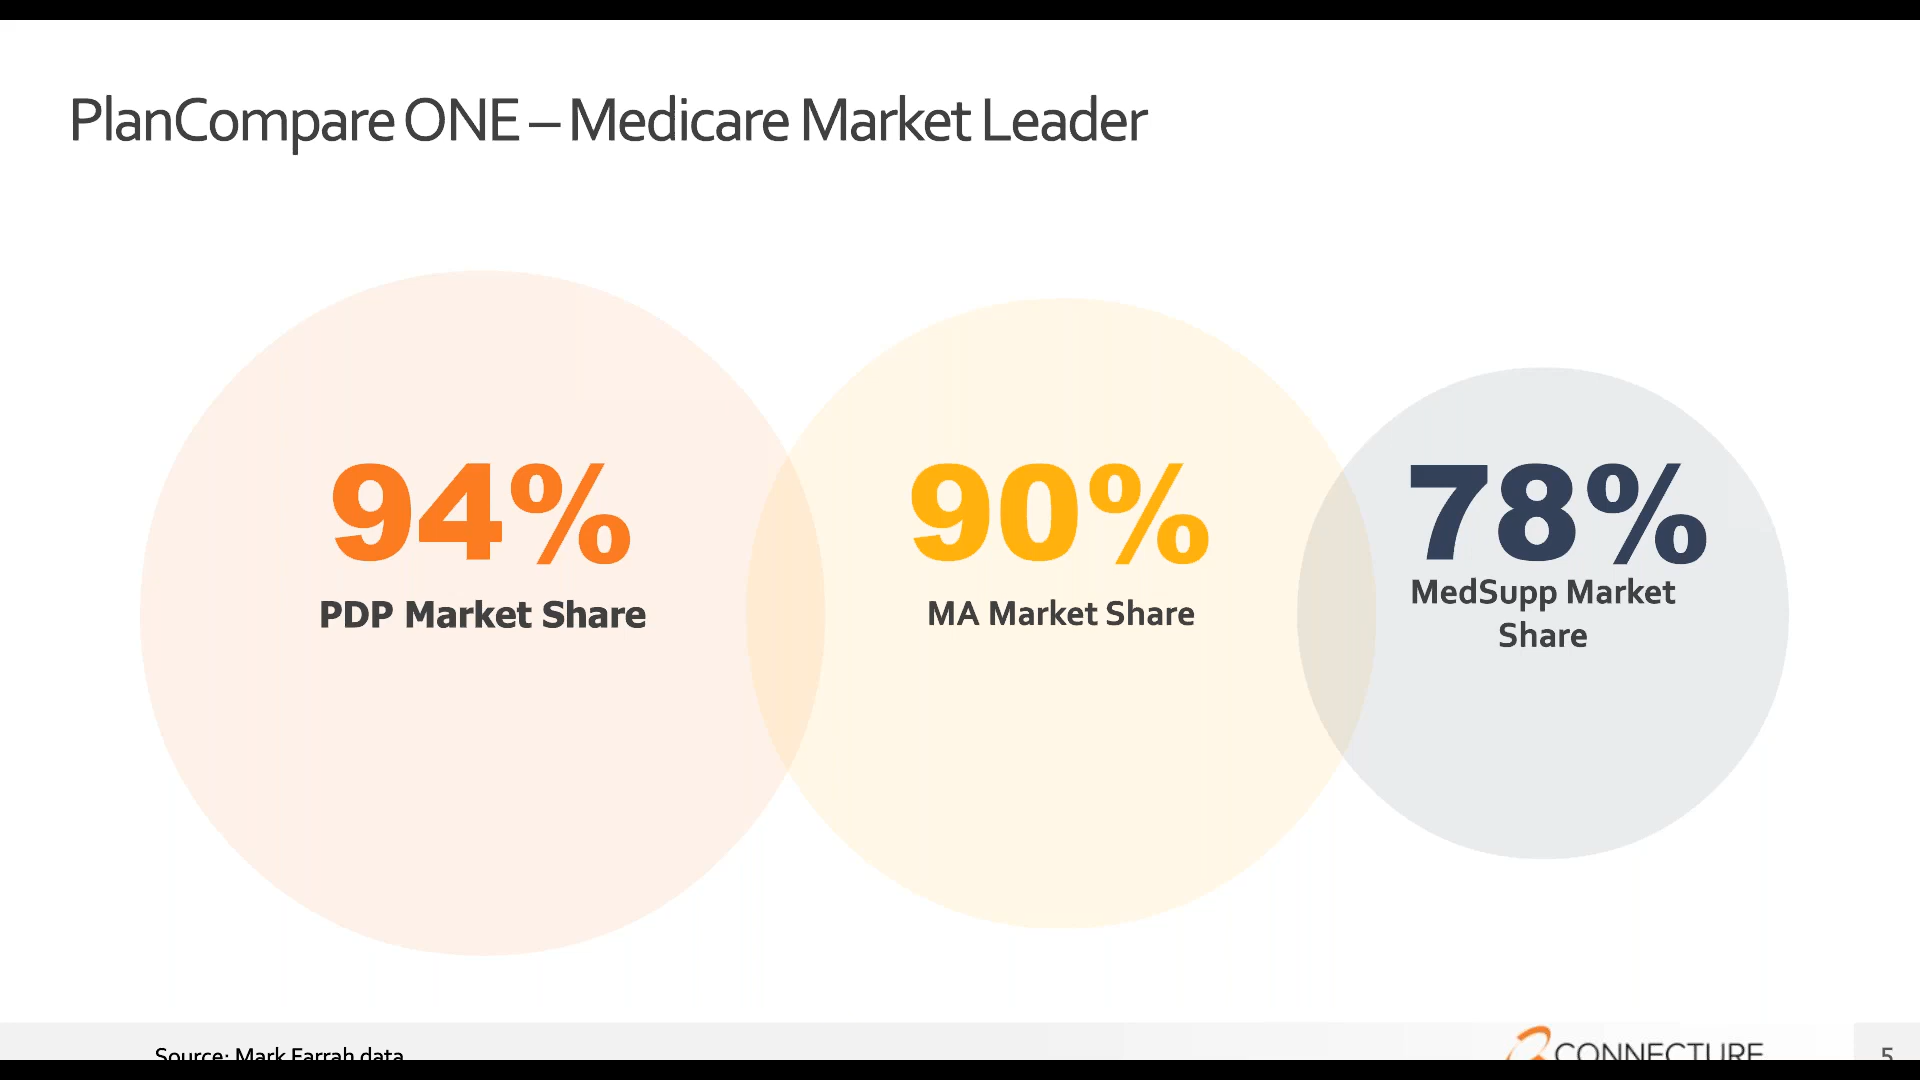 PlanCompare ONE – Medicare Market Leader
94%
PDP Market Share
90%
MA Market Share
78%
MedSupp Market
Share
Source: Mark Farrah data
CONNECTURE
5